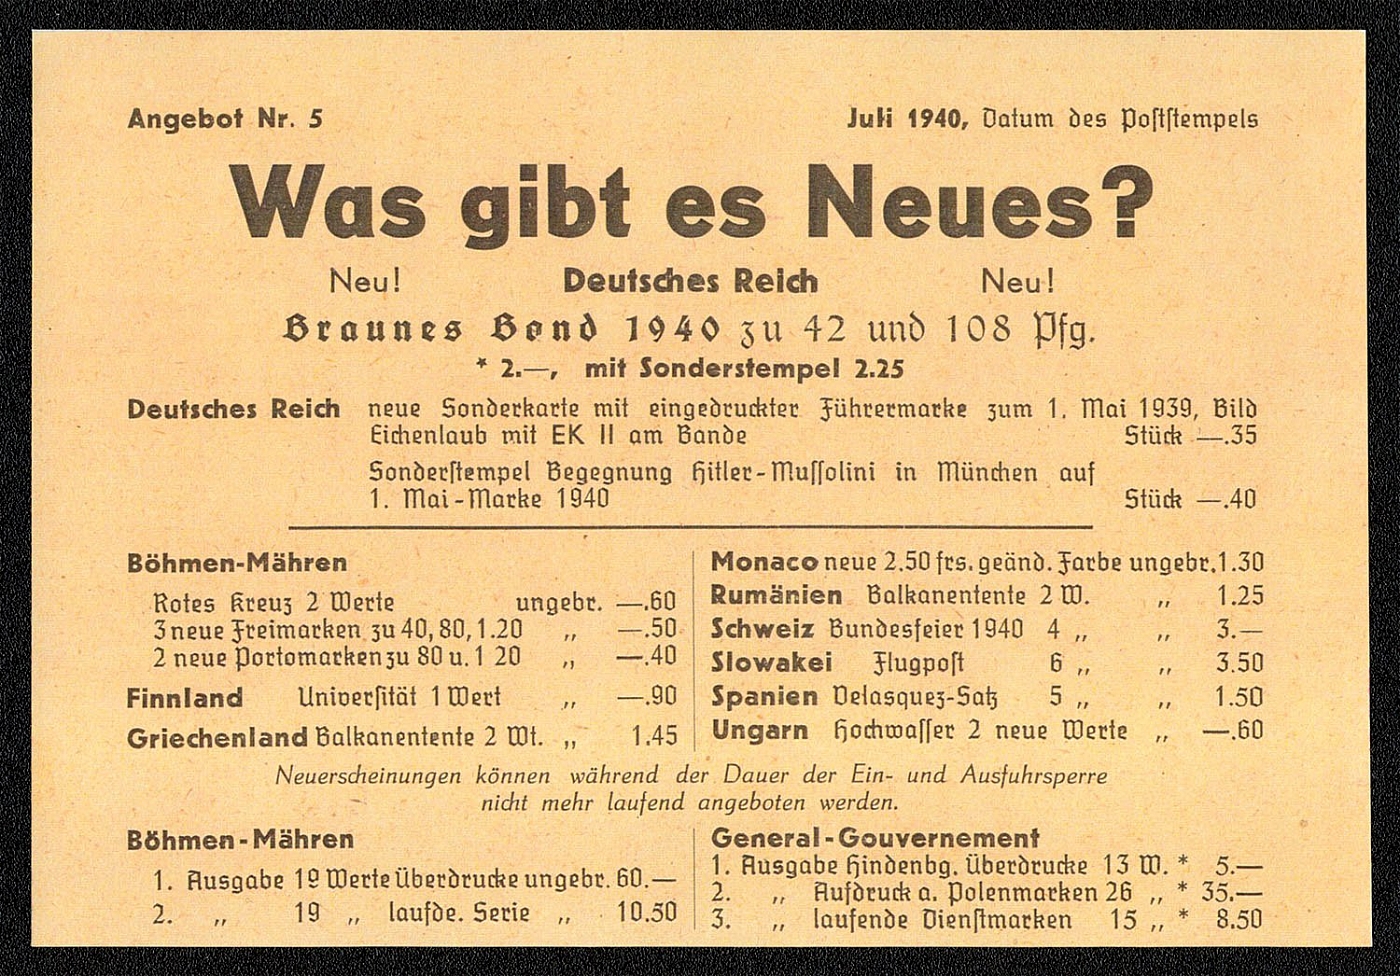 Angebot Nr. 5 Juli 1940, Datum des Poststempels
Was gibt es Neues?
Neu! Deutsches Reich Neu!
Braunes Band 1940 zu 42 und 108 Pfg.
* 2.—, mit Sonderstempel 2.25
Deutsches Reich neue Sonderkarte mit eingedruckter Führermarke zum 1. Mai 1939, Bild
Eichenlaub mit EK II am Bande Stück —.35
Sonderstempel Begegnung Hitler-Mussolini in München auf
1. Mai-Marke 1940 Stück —.40
Böhmen-Mähren
Rotes Kreuz 2 Werte ungebr. —.60
3 neue Freimarken zu 40, 80, 1.20 „ —.50
2 neue Portomarken zu 80 u. 1 20 „ —.40
Finnland Universität 1 Wert „ —.90
Griechenland Balkanentente 2 Wt. „ 1.45
Monaco neue 2.50 frs. geänd. Farbe ungebr. 1.30
Rumänien Balkanentente 2 W. „ 1.25
Schweiz Bundesfeier 1940 4 „ „ 3.—
Slowakei Flugpost 6 „ „ 3.50
Spanien Velasquez-Satz 5 „ „ 1.50
Ungarn Hochwasser 2 neue Werte „ —.60
Neuerscheinungen können während der Dauer der Ein- und Ausfuhrsperre
nicht mehr laufend angeboten werden.
Böhmen-Mähren
1. Ausgabe 19 Werte Überdrucke ungebr. 60.—
2. „ 19 „ laufde. Serie „ 10.50
General-Gouvernement
1. Ausgabe Hindenbg. Überdrucke 13 W. * 5.—
2. „ Aufdruck a. Polenmarken 26 „ * 35.—
3. „ laufende Dienstmarken 15 „ * 8.50